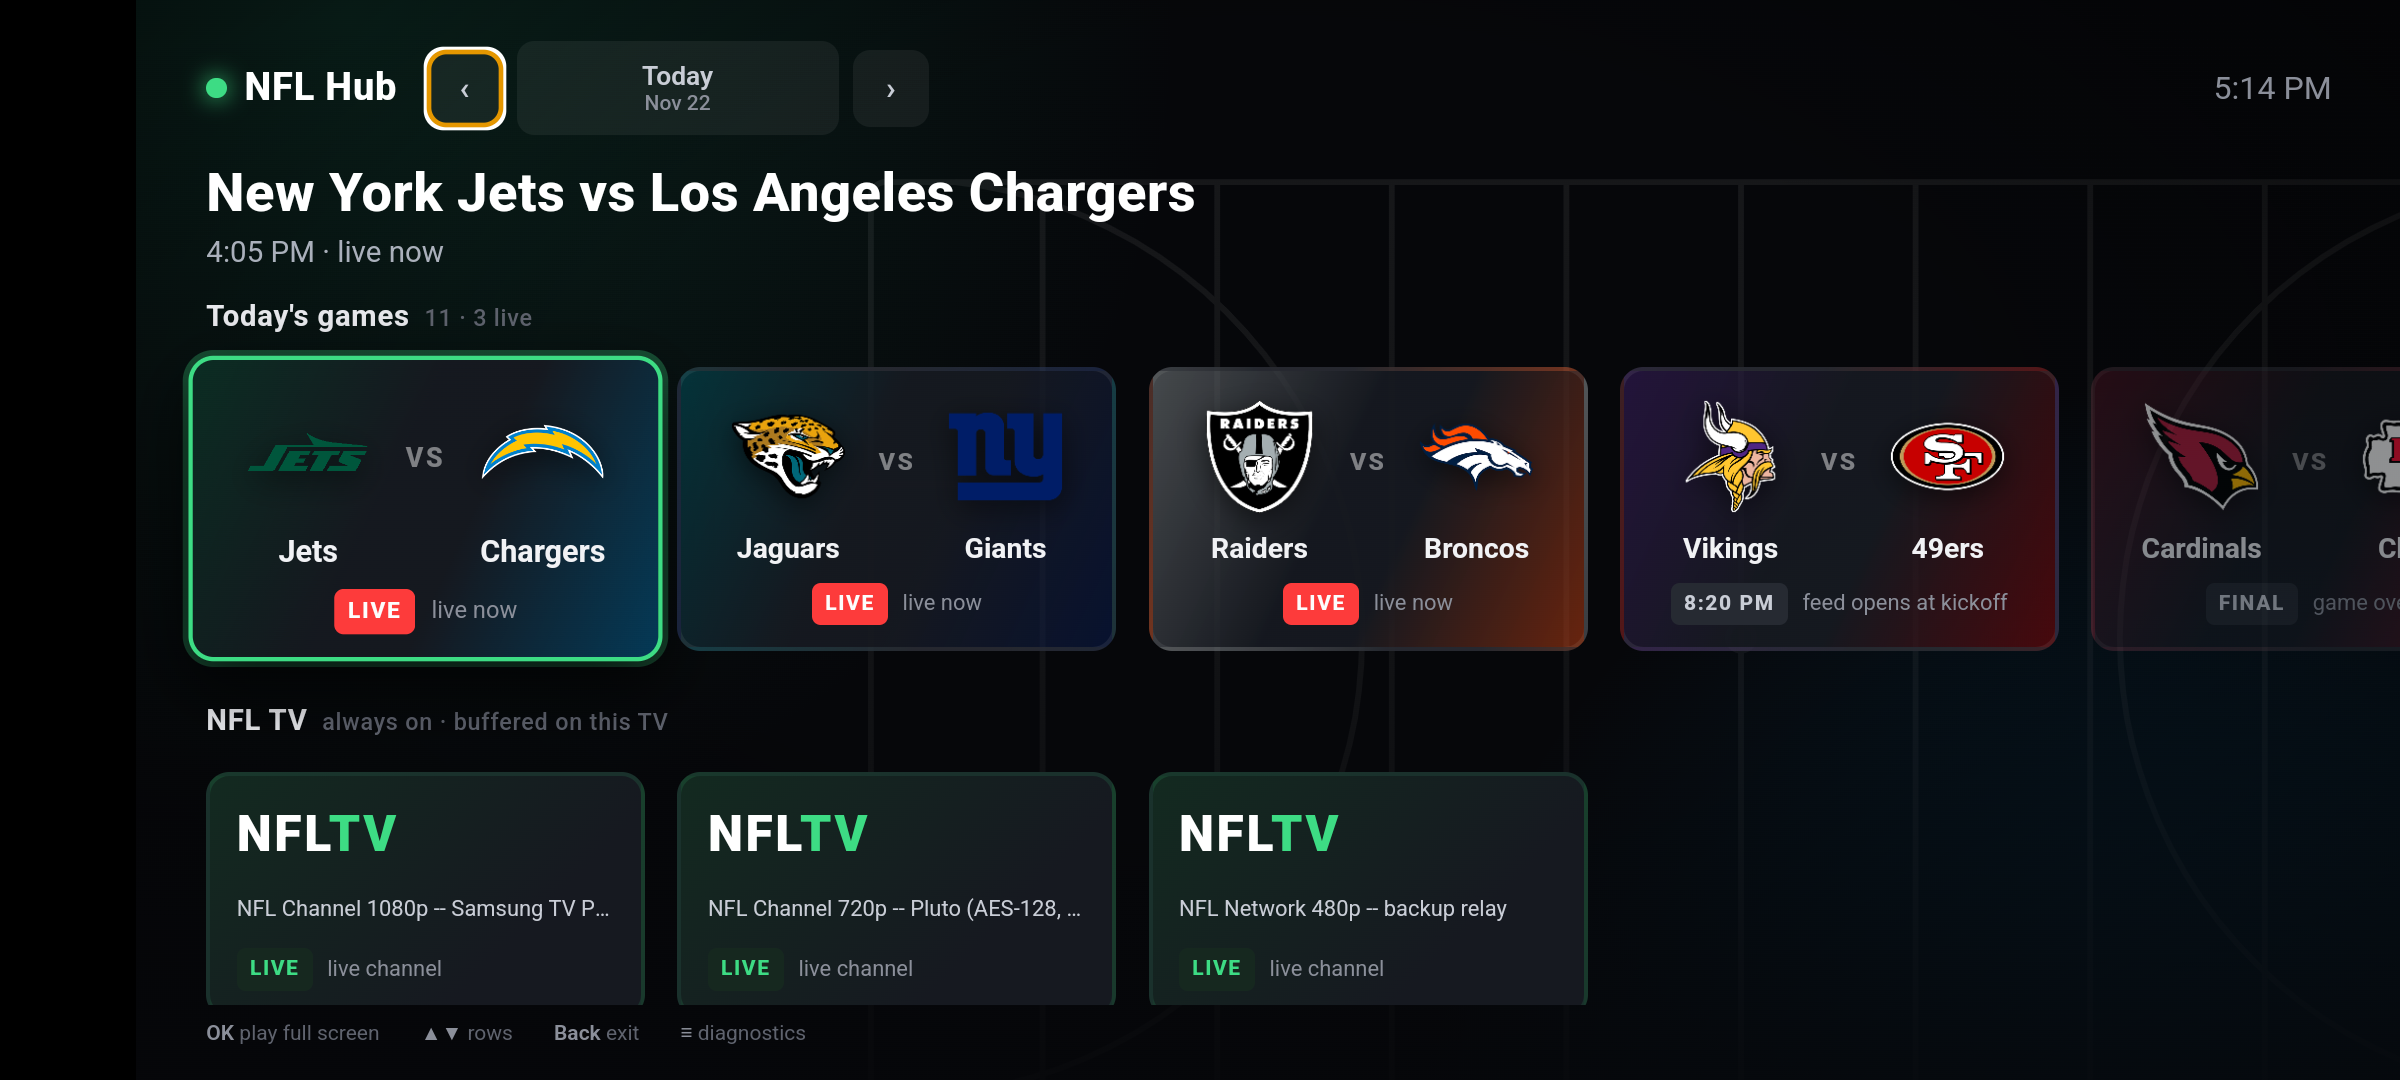 NFL Hub
‹
Today
Nov 22
›
5:14 PM
New York Jets vs Los Angeles Chargers
4:05 PM · live now
Today's games 11 · 3 live
JETS
VS
Jets
Chargers
LIVE live now
VS
ny
Jaguars
Giants
LIVE live now
RAIDERS
VS
Raiders
Broncos
LIVE live now
VS
SF
Vikings
49ers
8:20 PM feed opens at kickoff
VS
Cardinals
FINAL game
NFL TV always on · buffered on this TV
NFLTV
NFL Channel 1080p -- Samsung TV P...
LIVE live channel
NFLTV
NFL Channel 720p -- Pluto (AES-128, ...
LIVE live channel
NFLTV
NFL Network 480p -- backup relay
LIVE live channel
OK play full screen ▲▼ rows Back exit ≡ diagnostics